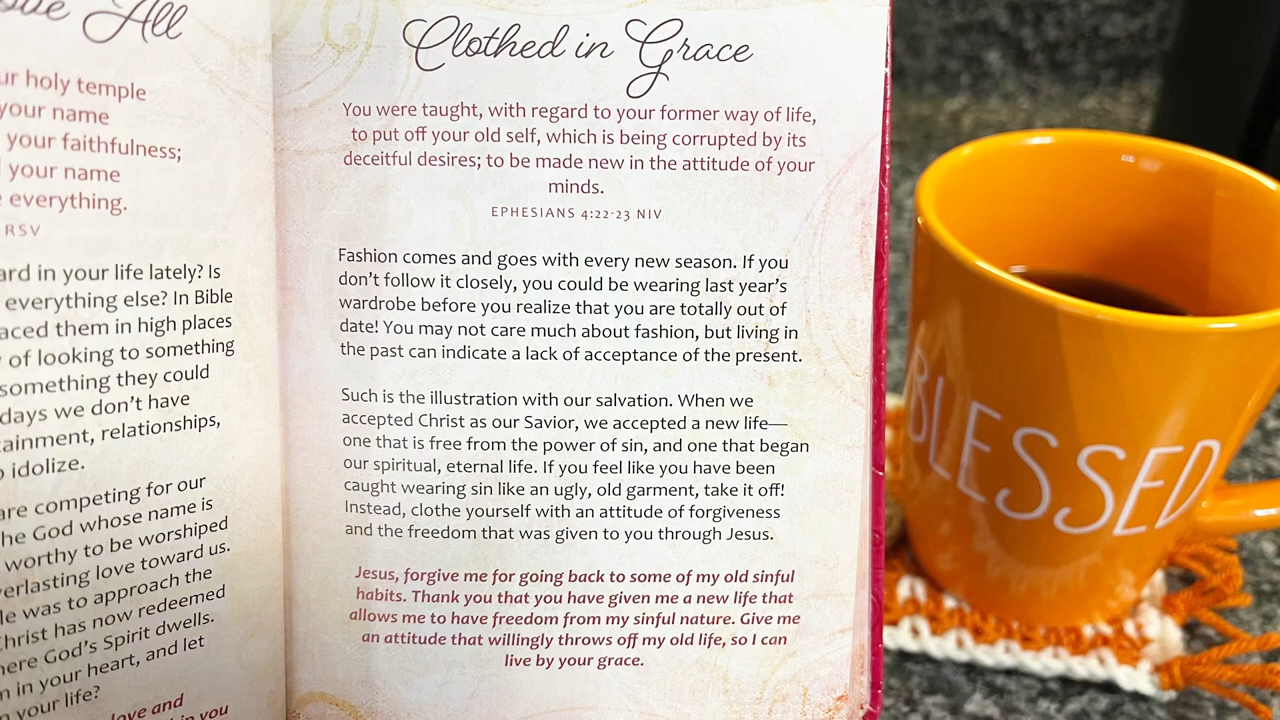 All
ur holy temple
your name
your faithfulness;
your name
everything.
RSV
ard in your life lately? Is
everything else? In Bible
aced them in high places
of looking to something
something they could
days we don't have
tainment, relationships,
idolize.
are competing for our
he God whose name is
worthy to be worshiped
verlasting love toward us.
le was to approach the
Christ has now redeemed
here God's Spirit dwells.
in your heart, and let
your life?
love and
in you
Clothed in Grace
You were taught, with regard to your former way of life,
to put off your old self, which is being corrupted by its
deceitful desires; to be made new in the attitude of your
minds.
EPHESIANS 4:22-23 NIV
Fashion comes and goes with every new season. If you
don't follow it closely, you could be wearing last year's
wardrobe before you realize that you are totally out of
date! You may not care much about fashion, but living in
the past can indicate a lack of acceptance of the present.
Such is the illustration with our salvation. When we
accepted Christ as our Savior, we accepted a new life—
one that is free from the power of sin, and one that began
our spiritual, eternal life. If you feel like you have been
caught wearing sin like an ugly, old garment, take it off!
Instead, clothe yourself with an attitude of forgiveness
and the freedom that was given to you through Jesus.
Jesus, forgive me for going back to some of my old sinful
habits. Thank you that you have given me a new life that
allows me to have freedom from my sinful nature. Give me
an attitude that willingly throws off my old life, so I can
live by your grace.
BLESSED